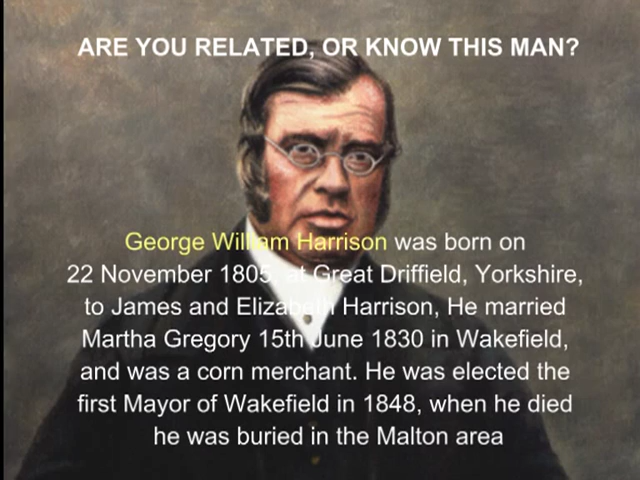 ARE YOU RELATED, OR KNOW THIS MAN?
George William Harrison was born on
22 November 1805, at Great Driffield, Yorkshire,
to James and Elizabeth Harrison, He married
Martha Gregory 15th June 1830 in Wakefield,
and was a corn merchant. He was elected the
first Mayor of Wakefield in 1848, when he died
he was buried in the Malton area